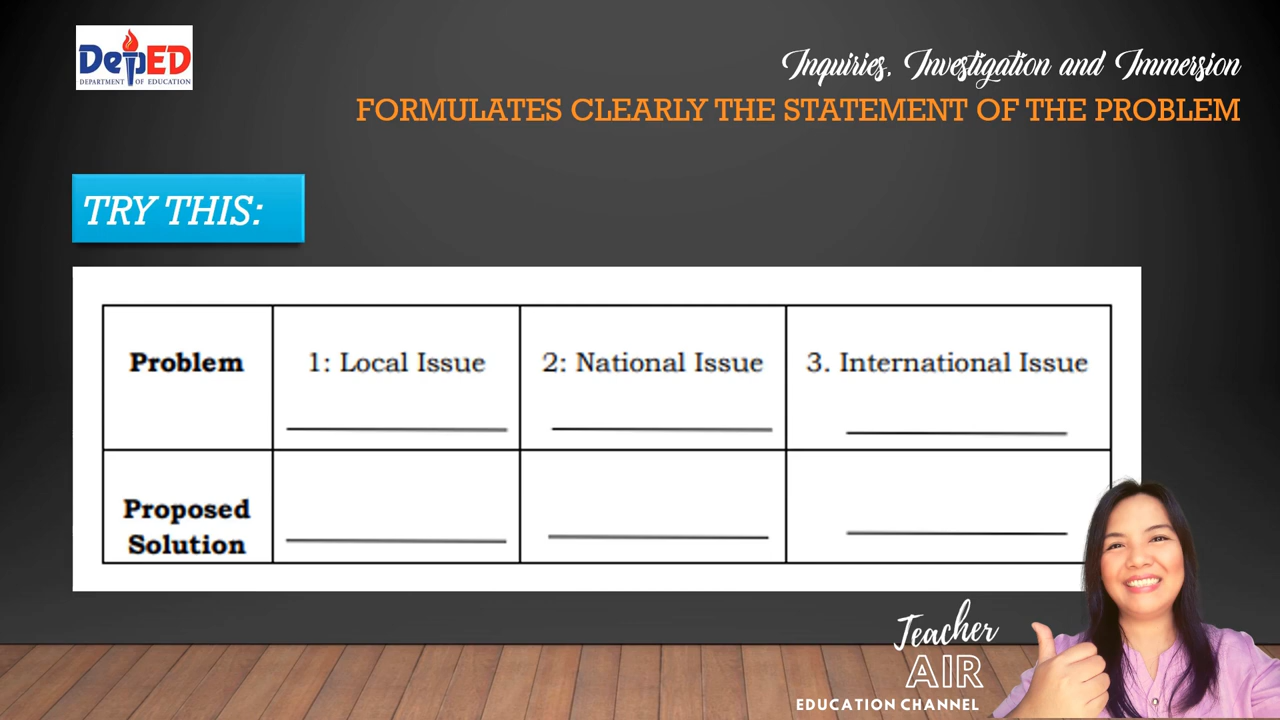 DepED
DEPARTMENT OF EDUCATION
Inquiries, Investigation and Immersion
FORMULATES CLEARLY THE STATEMENT OF THE PROBLEM
TRY THIS:
Problem
1: Local Issue
2: National Issue
3. International Issue
Proposed
Solution
Teacher
AIR
EDUCATION CHANNEL